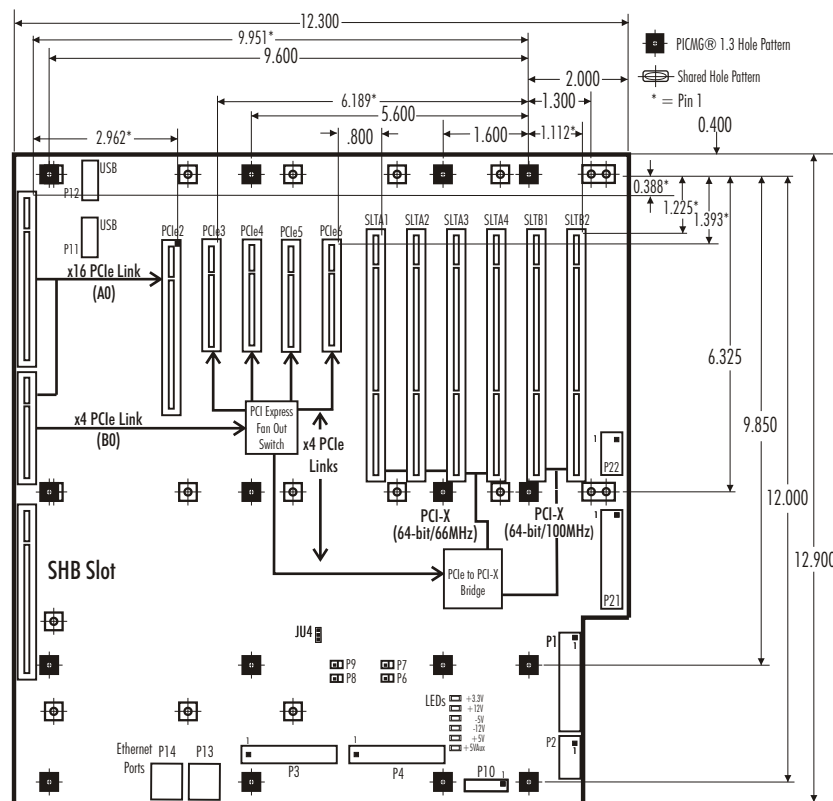 12.300
9.951*
9.600
2.000
6.189*
1.300
5.600
2.962*
.800
1.600
1.112*
PICMG® 1.3 Hole Pattern
Shared Hole Pattern
* = Pin 1
0.400
0.388*
1.225*
1.393*
USB
P12
USB
P11
PCIe2
PCIe3
PCIe4
PCIe5
PCIe6
SLTA1
SLTA2
SLTA3
SLTA4
SLTB1
SLTB2
x16 PCIe Link
(A0)
6.325
9.850
12.000
12.900
x4 PCIe Link
(B0)
PCI Express
Fan Out
Switch
x4 PCIe
Links
1
P22
PCI-X
(64-bit/66MHz)
PCI-X
(64-bit/100MHz)
1
P21
SHB Slot
PCIe to PCI-X
Bridge
JU4
P9
P8
P7
P6
P1
1
LEDs
+3.3V
+12V
-5V
-12V
+5V
+5VAux
P2
1
Ethernet
Ports
P14
P13
1
P3
1
P4
P10
1